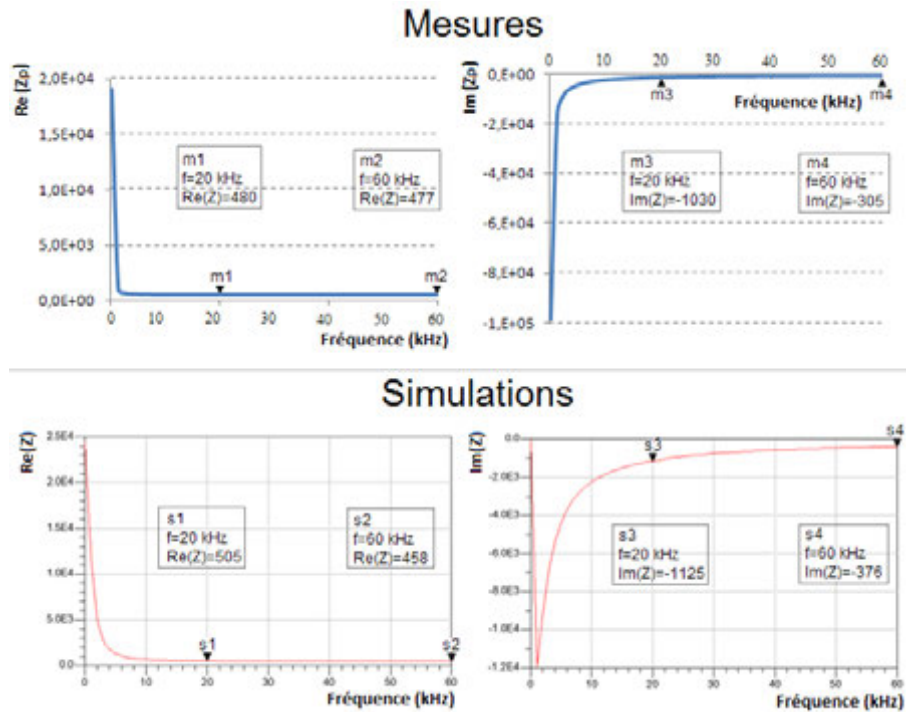 Mesures
Re (Zp)
2,0E+04
1,5E+04
1,0E+04
5,0E+03
0,0E+00
m1
f=20 kHz
Re(Z)=480
m2
f=60 kHz
Re(Z)=477
m1
m2
0 10 20 30 40 50 60
Fréquence (kHz)
Im (Zp)
0 10 20 30 40 50 60
0,E+00
-2,E+04
-4,E+04
-6,E+04
-8,E+04
-1,E+05
m3
m4
Fréquence (kHz)
m3
f=20 kHz
Im(Z)=-1030
m4
f=60 kHz
Im(Z)=-305
Simulations
Re(Z)
2.5E4
2.0E4
1.5E4
1.0E4
5.0E3
0.0
s1
f=20 kHz
Re(Z)=505
s2
f=60 kHz
Re(Z)=458
s1
s2
0 10 20 30 40 50 60
Fréquence (kHz)
Im(Z)
0.0
-2.0E3
-4.0E3
-6.0E3
-8.0E3
-1.0E4
-1.2E4
s3
s4
s3
f=20 kHz
Im(Z)=-1125
s4
f=60 kHz
Im(Z)=-376
0 10 20 30 40 50 60
Fréquence (kHz)